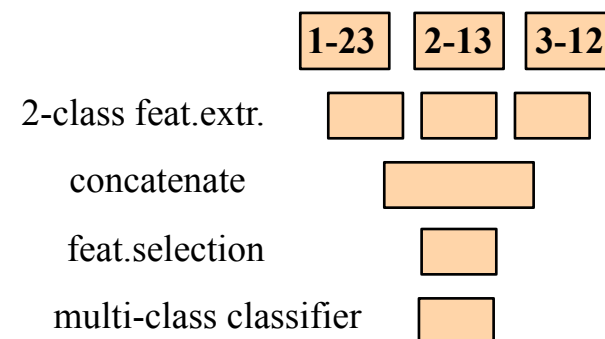 1-23 2-13 3-12
2-class feat.extr.
concatenate
feat.selection
multi-class classifier